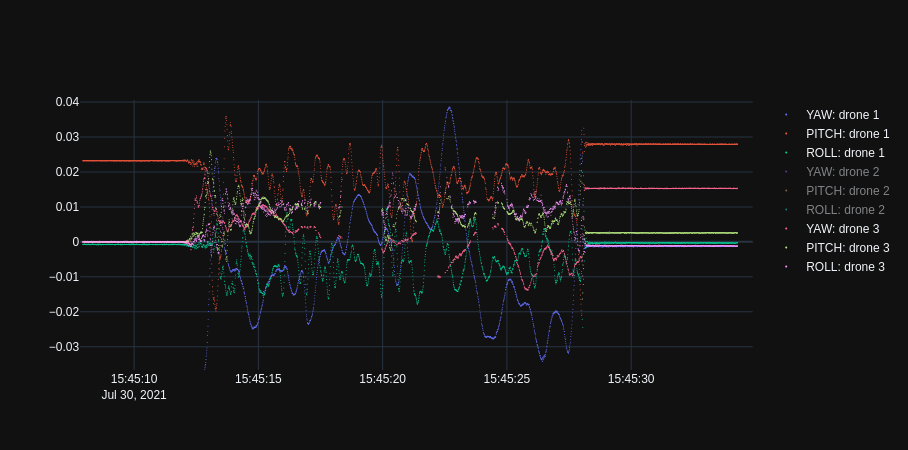 0.04
0.03
0.02
0.01
0
−0.01
−0.02
−0.03
15:45:10
Jul 30, 2021
15:45:15
15:45:20
15:45:25
15:45:30
YAW: drone 1
PITCH: drone 1
ROLL: drone 1
YAW: drone 2
PITCH: drone 2
ROLL: drone 2
YAW: drone 3
PITCH: drone 3
ROLL: drone 3